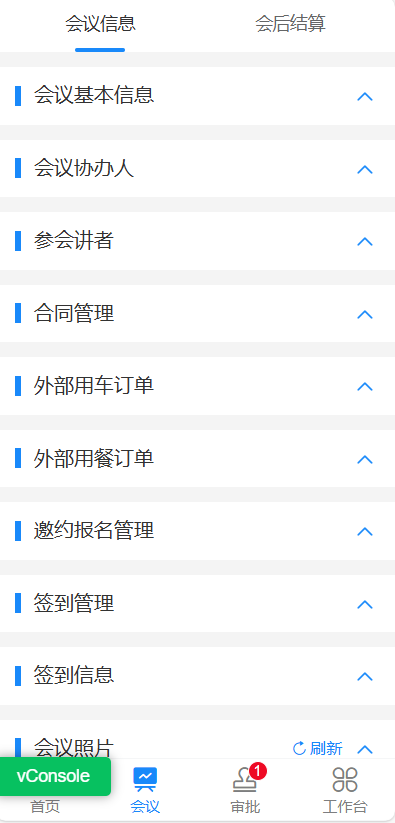 会议信息 会后结算
会议基本信息
会议协办人
参会讲者
合同管理
外部用车订单
外部用餐订单
邀约报名管理
签到管理
签到信息
会议照片 刷新
vConsole
1
首页 会议 审批 工作台